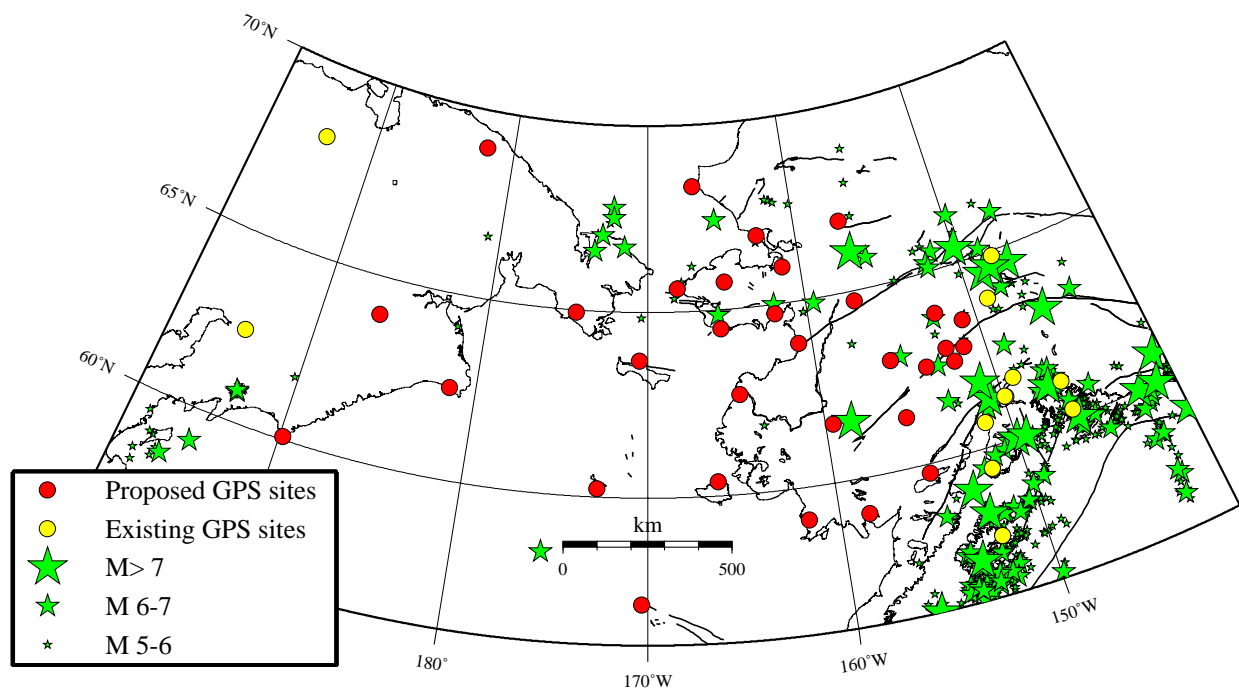 70˚N
65˚N
60˚N
Proposed GPS sites
Existing GPS sites
M> 7
M 6-7
M 5-6
km
0 500
180˚
170˚W
160˚W
150˚W